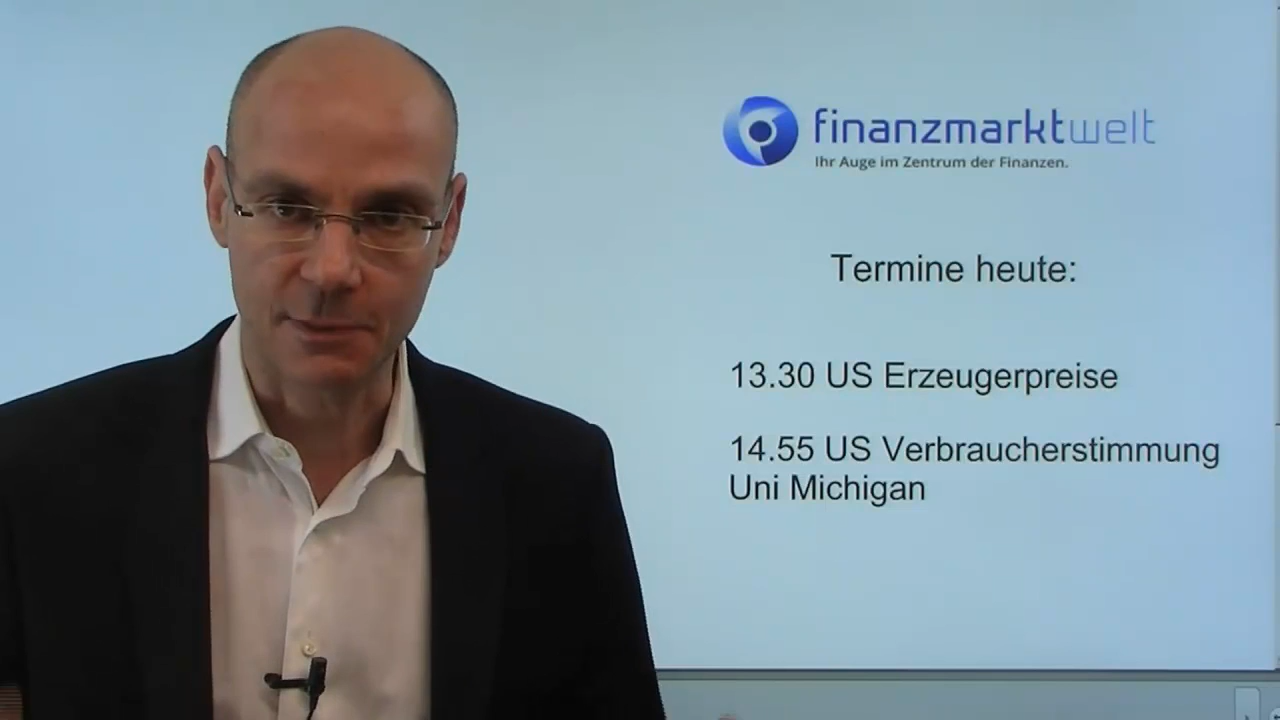 finanzmarktwelt
Ihr Auge im Zentrum der Finanzen.
Termine heute:
13.30 US Erzeugerpreise
14.55 US Verbraucherstimmung
Uni Michigan